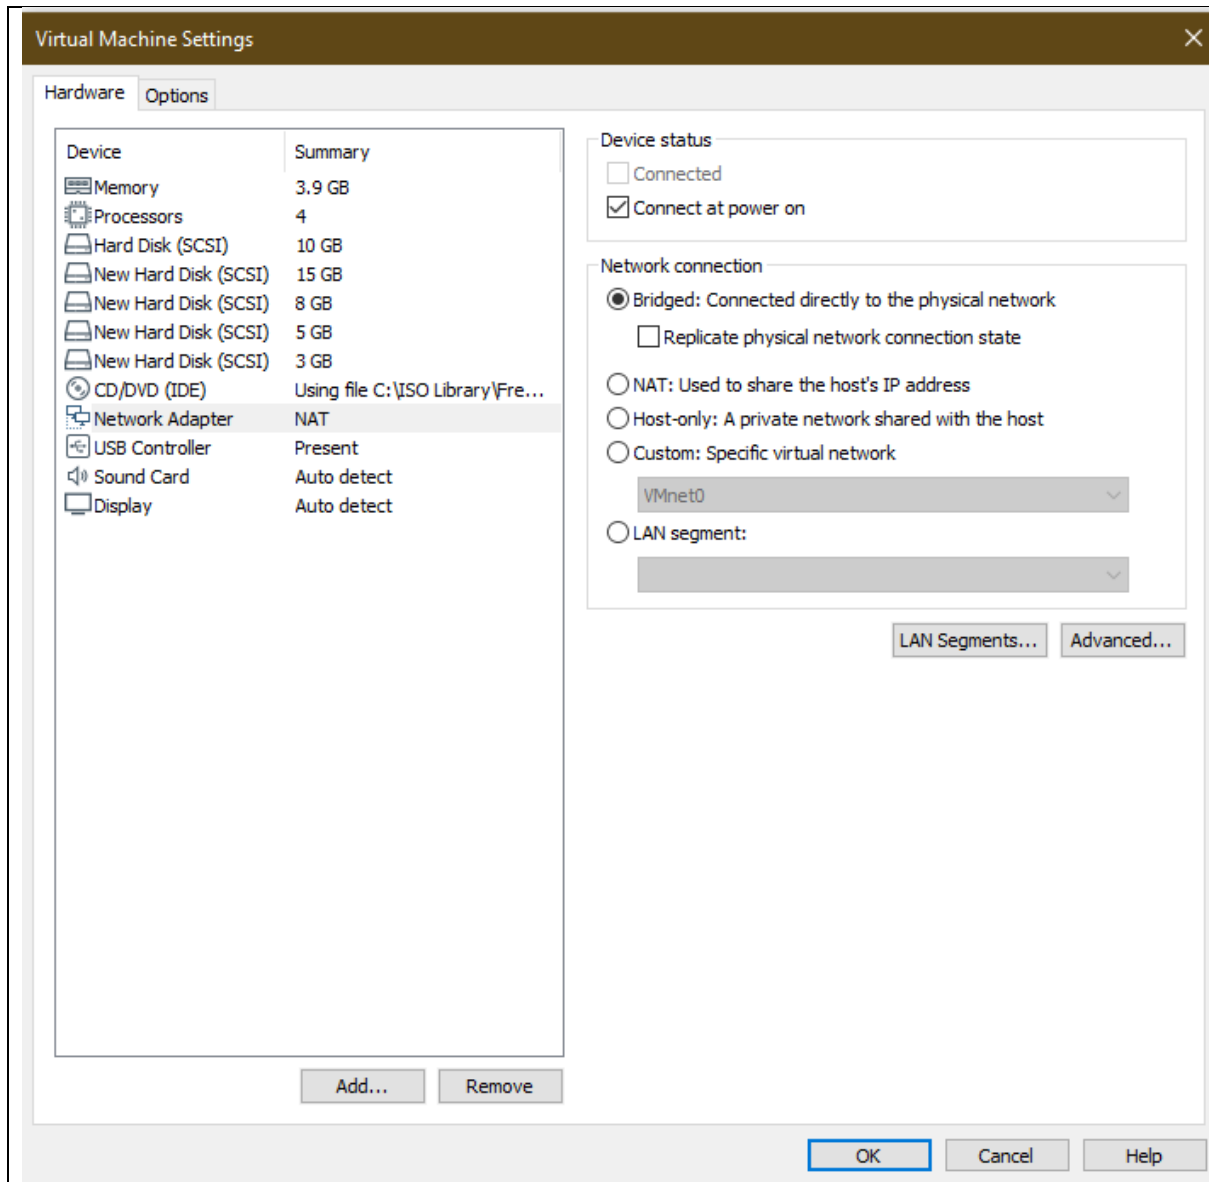 Virtual Machine Settings
Hardware Options
Device Summary
Memory 3.9 GB
Processors 4
Hard Disk (SCSI) 10 GB
New Hard Disk (SCSI) 15 GB
New Hard Disk (SCSI) 8 GB
New Hard Disk (SCSI) 5 GB
New Hard Disk (SCSI) 3 GB
CD/DVD (IDE) Using file C:\ISO Library\Fre...
Network Adapter NAT
USB Controller Present
Sound Card Auto detect
Display Auto detect
Add... Remove
Device status
Connected
Connect at power on
Network connection
Bridged: Connected directly to the physical network
Replicate physical network connection state
NAT: Used to share the host's IP address
Host-only: A private network shared with the host
Custom: Specific virtual network
VMnet0
LAN segment:
LAN Segments... Advanced...
OK Cancel Help